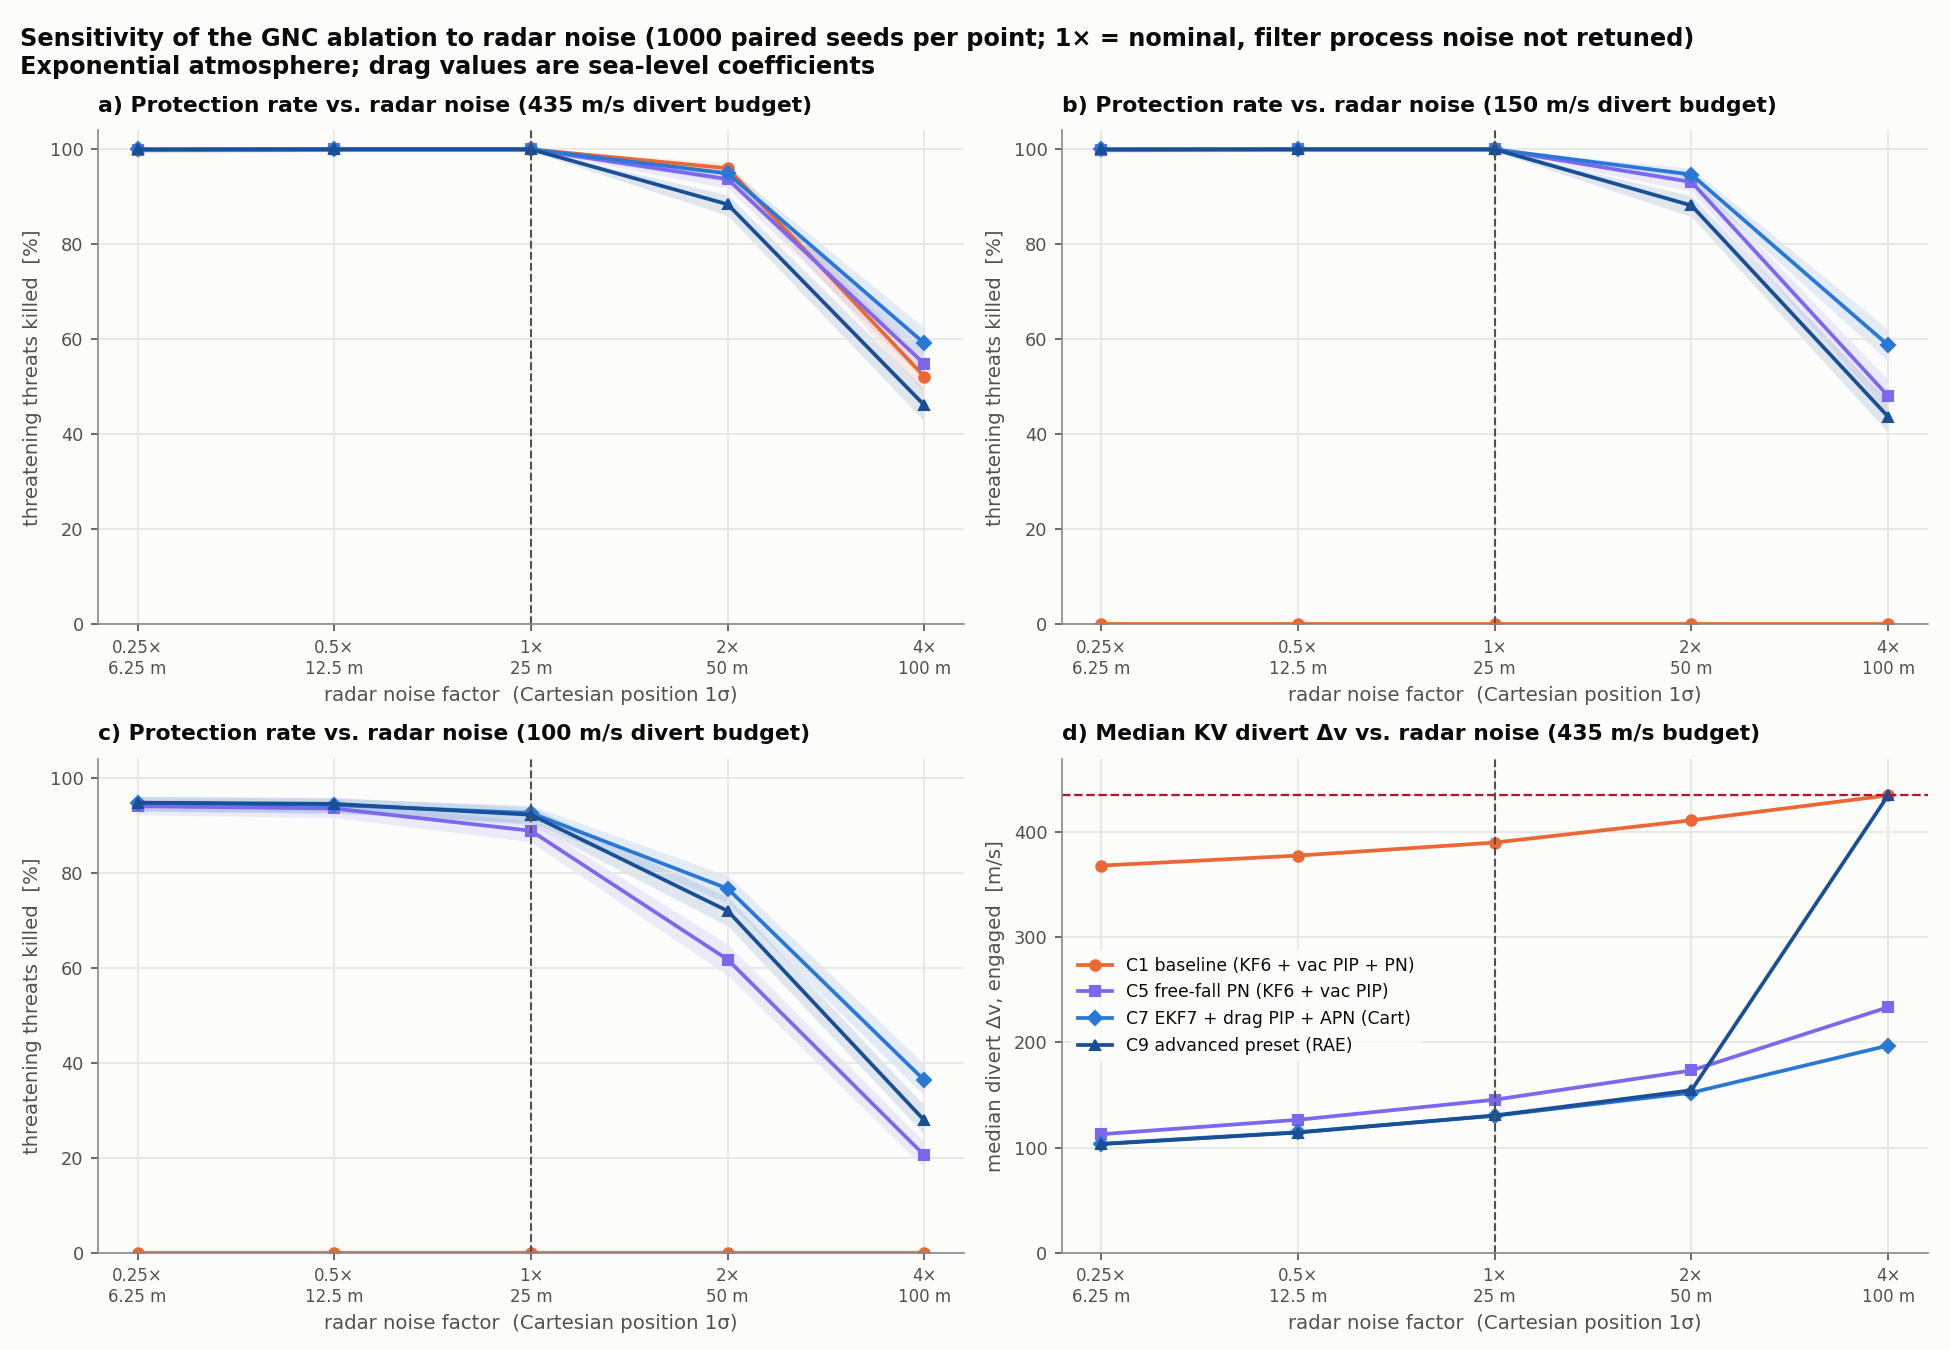 Sensitivity of the GNC ablation to radar noise (1000 paired seeds per point; 1× = nominal, filter process noise not retuned)
Exponential atmosphere; drag values are sea-level coefficients
a) Protection rate vs. radar noise (435 m/s divert budget)
threatening threats killed [%]
100
80
60
40
20
0
0.25× 0.5× 1× 2× 4×
6.25 m 12.5 m 25 m 50 m 100 m
radar noise factor (Cartesian position 1σ)
b) Protection rate vs. radar noise (150 m/s divert budget)
threatening threats killed [%]
100
80
60
40
20
0
0.25× 0.5× 1× 2× 4×
6.25 m 12.5 m 25 m 50 m 100 m
radar noise factor (Cartesian position 1σ)
c) Protection rate vs. radar noise (100 m/s divert budget)
threatening threats killed [%]
100
80
60
40
20
0
0.25× 0.5× 1× 2× 4×
6.25 m 12.5 m 25 m 50 m 100 m
radar noise factor (Cartesian position 1σ)
d) Median KV divert Δv vs. radar noise (435 m/s budget)
median divert Δv, engaged [m/s]
400
300
200
100
0
C1 baseline (KF6 + vac PIP + PN)
C5 free-fall PN (KF6 + vac PIP)
C7 EKF7 + drag PIP + APN (Cart)
C9 advanced preset (RAE)
0.25× 0.5× 1× 2× 4×
6.25 m 12.5 m 25 m 50 m 100 m
radar noise factor (Cartesian position 1σ)